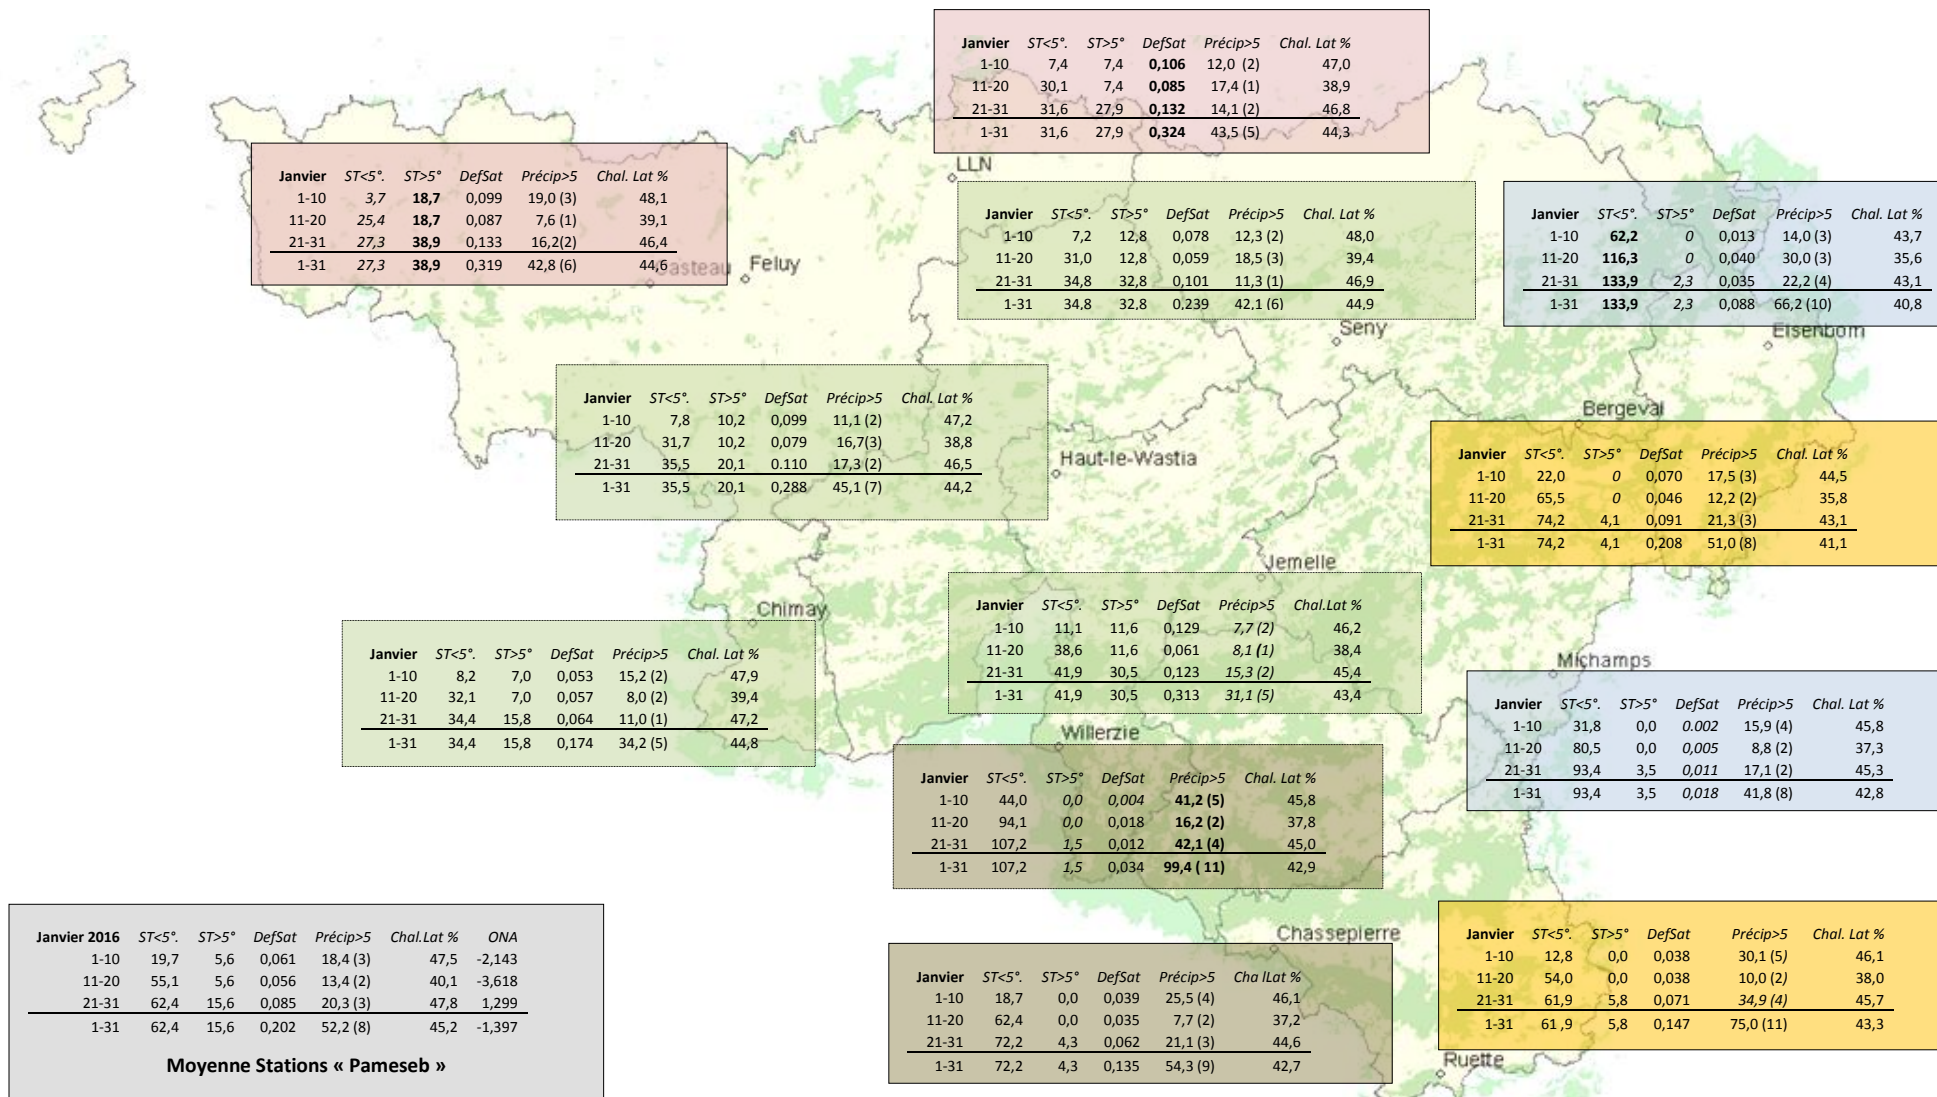 Janvier ST<5°. ST>5° DefSat Précip>5 Chal. Lat %
1-10 7,4 7,4 0,106 12,0 (2) 47,0
11-20 30,1 7,4 0,085 17,4 (1) 38,9
21-31 31,6 27,9 0,132 14,1 (2) 46,8
1-31 31,6 27,9 0,324 43,5 (5) 44,3
LLN
Janvier ST<5°. ST>5° DefSat Précip>5 Chal. Lat %
1-10 3,7 18,7 0,099 19,0 (3) 48,1
11-20 25,4 18,7 0,087 7,6 (1) 39,1
21-31 27,3 38,9 0,133 16,2(2) 46,4
1-31 27,3 38,9 0,319 42,8 (6) 44,6
Casteau
Feluy
Janvier ST<5°. ST>5° DefSat Précip>5 Chal. Lat %
1-10 7,2 12,8 0,078 12,3 (2) 48,0
11-20 31,0 12,8 0,059 18,5 (3) 39,4
21-31 34,8 32,8 0,101 11,3 (1) 46,9
1-31 34,8 32,8 0.239 42,1 (6) 44,9
Seny
Janvier ST<5°. ST>5° DefSat Précip>5 Chal. Lat %
1-10 62,2 0 0,013 14,0 (3) 43,7
11-20 116,3 0 0,040 30,0 (3) 35,6
21-31 133,9 2,3 0,035 22,2 (4) 43,1
1-31 133,9 2,3 0,088 66,2 (10) 40,8
Elsenborn
Janvier ST<5°. ST>5° DefSat Précip>5 Chal. Lat %
1-10 7,8 10,2 0,099 11,1 (2) 47,2
11-20 31,7 10,2 0,079 16,7(3) 38,8
21-31 35,5 20,1 0.110 17,3 (2) 46,5
1-31 35,5 20,1 0,288 45,1 (7) 44,2
Haut-le-Wastia
Bergeval
Janvier ST<5°. ST>5° DefSat Précip>5 Chal. Lat %
1-10 22,0 0 0,070 17,5 (3) 44,5
11-20 65,5 0 0,046 12,2 (2) 35,8
21-31 74,2 4,1 0,091 21,3 (3) 43,1
1-31 74,2 4,1 0,208 51,0 (8) 41,1
Jemelle
Janvier ST<5°. ST>5° DefSat Précip>5 Chal.Lat %
1-10 11,1 11,6 0,129 7,7 (2) 46,2
11-20 38,6 11,6 0,061 8,1 (1) 38,4
21-31 41,9 30,5 0,123 15,3 (2) 45,4
1-31 41,9 30,5 0,313 31,1 (5) 43,4
Chimay
Janvier ST<5°. ST>5° DefSat Précip>5 Chal. Lat %
1-10 8,2 7,0 0,053 15,2 (2) 47,9
11-20 32,1 7,0 0,057 8,0 (2) 39,4
21-31 34,4 15,8 0,064 11,0 (1) 47,2
1-31 34,4 15,8 0,174 34,2 (5) 44,8
Michamps
Janvier ST<5°. ST>5° DefSat Précip>5 Chal. Lat %
1-10 31,8 0,0 0.002 15,9 (4) 45,8
11-20 80,5 0,0 0,005 8,8 (2) 37,3
21-31 93,4 3,5 0,011 17,1 (2) 45,3
1-31 93,4 3,5 0,018 41,8 (8) 42,8
Willerzie
Janvier ST<5°. ST>5° DefSat Précip>5 Chal. Lat %
1-10 44,0 0,0 0,004 41,2 (5) 45,8
11-20 94,1 0,0 0,018 16,2 (2) 37,8
21-31 107,2 1,5 0,012 42,1 (4) 45,0
1-31 107,2 1,5 0,034 99,4 ( 11) 42,9
Janvier 2016 ST<5°. ST>5° DefSat Précip>5 Chal.Lat % ONA
1-10 19,7 5,6 0,061 18,4 (3) 47,5 -2,143
11-20 55,1 5,6 0,056 13,4 (2) 40,1 -3,618
21-31 62,4 15,6 0,085 20,3 (3) 47,8 1,299
1-31 62,4 15,6 0,202 52,2 (8) 45,2 -1,397
Moyenne Stations « Pameseb »
Chassepierre
Janvier ST<5°. ST>5° DefSat Précip>5 Cha lLat %
1-10 18,7 0,0 0,039 25,5 (4) 46,1
11-20 62,4 0,0 0,035 7,7 (2) 37,2
21-31 72,2 4,3 0,062 21,1 (3) 44,6
1-31 72,2 4,3 0,135 54,3 (9) 42,7
Janvier ST<5°. ST>5° DefSat Précip>5 Chal. Lat %
1-10 12,8 0,0 0,038 30,1 (5) 46,1
11-20 54,0 0,0 0,038 10,0 (2) 38,0
21-31 61,9 5,8 0,071 34,9 (4) 45,7
1-31 61 ,9 5,8 0,147 75,0 (11) 43,3
Ruette